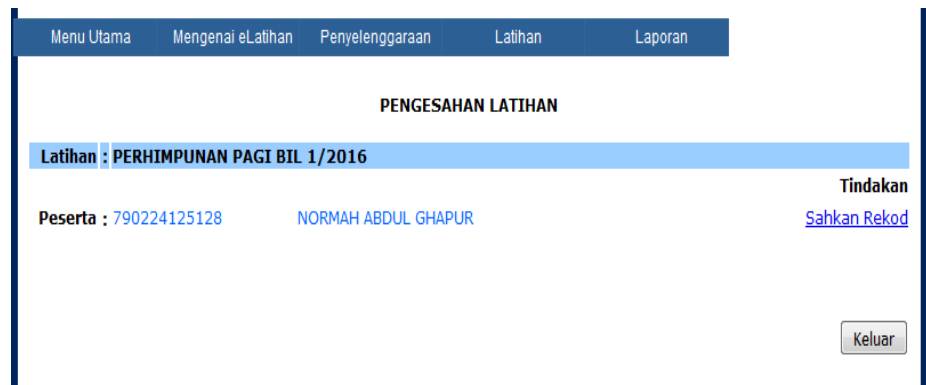 Menu Utama Mengenai eLatihan Penyelenggaraan Latihan Laporan
PENGESAHAN LATIHAN
Latihan : PERHIMPUNAN PAGI BIL 1/2016
Tindakan
Peserta : 790224125128 NORMAH ABDUL GHAPUR Sahkan Rekod
Keluar